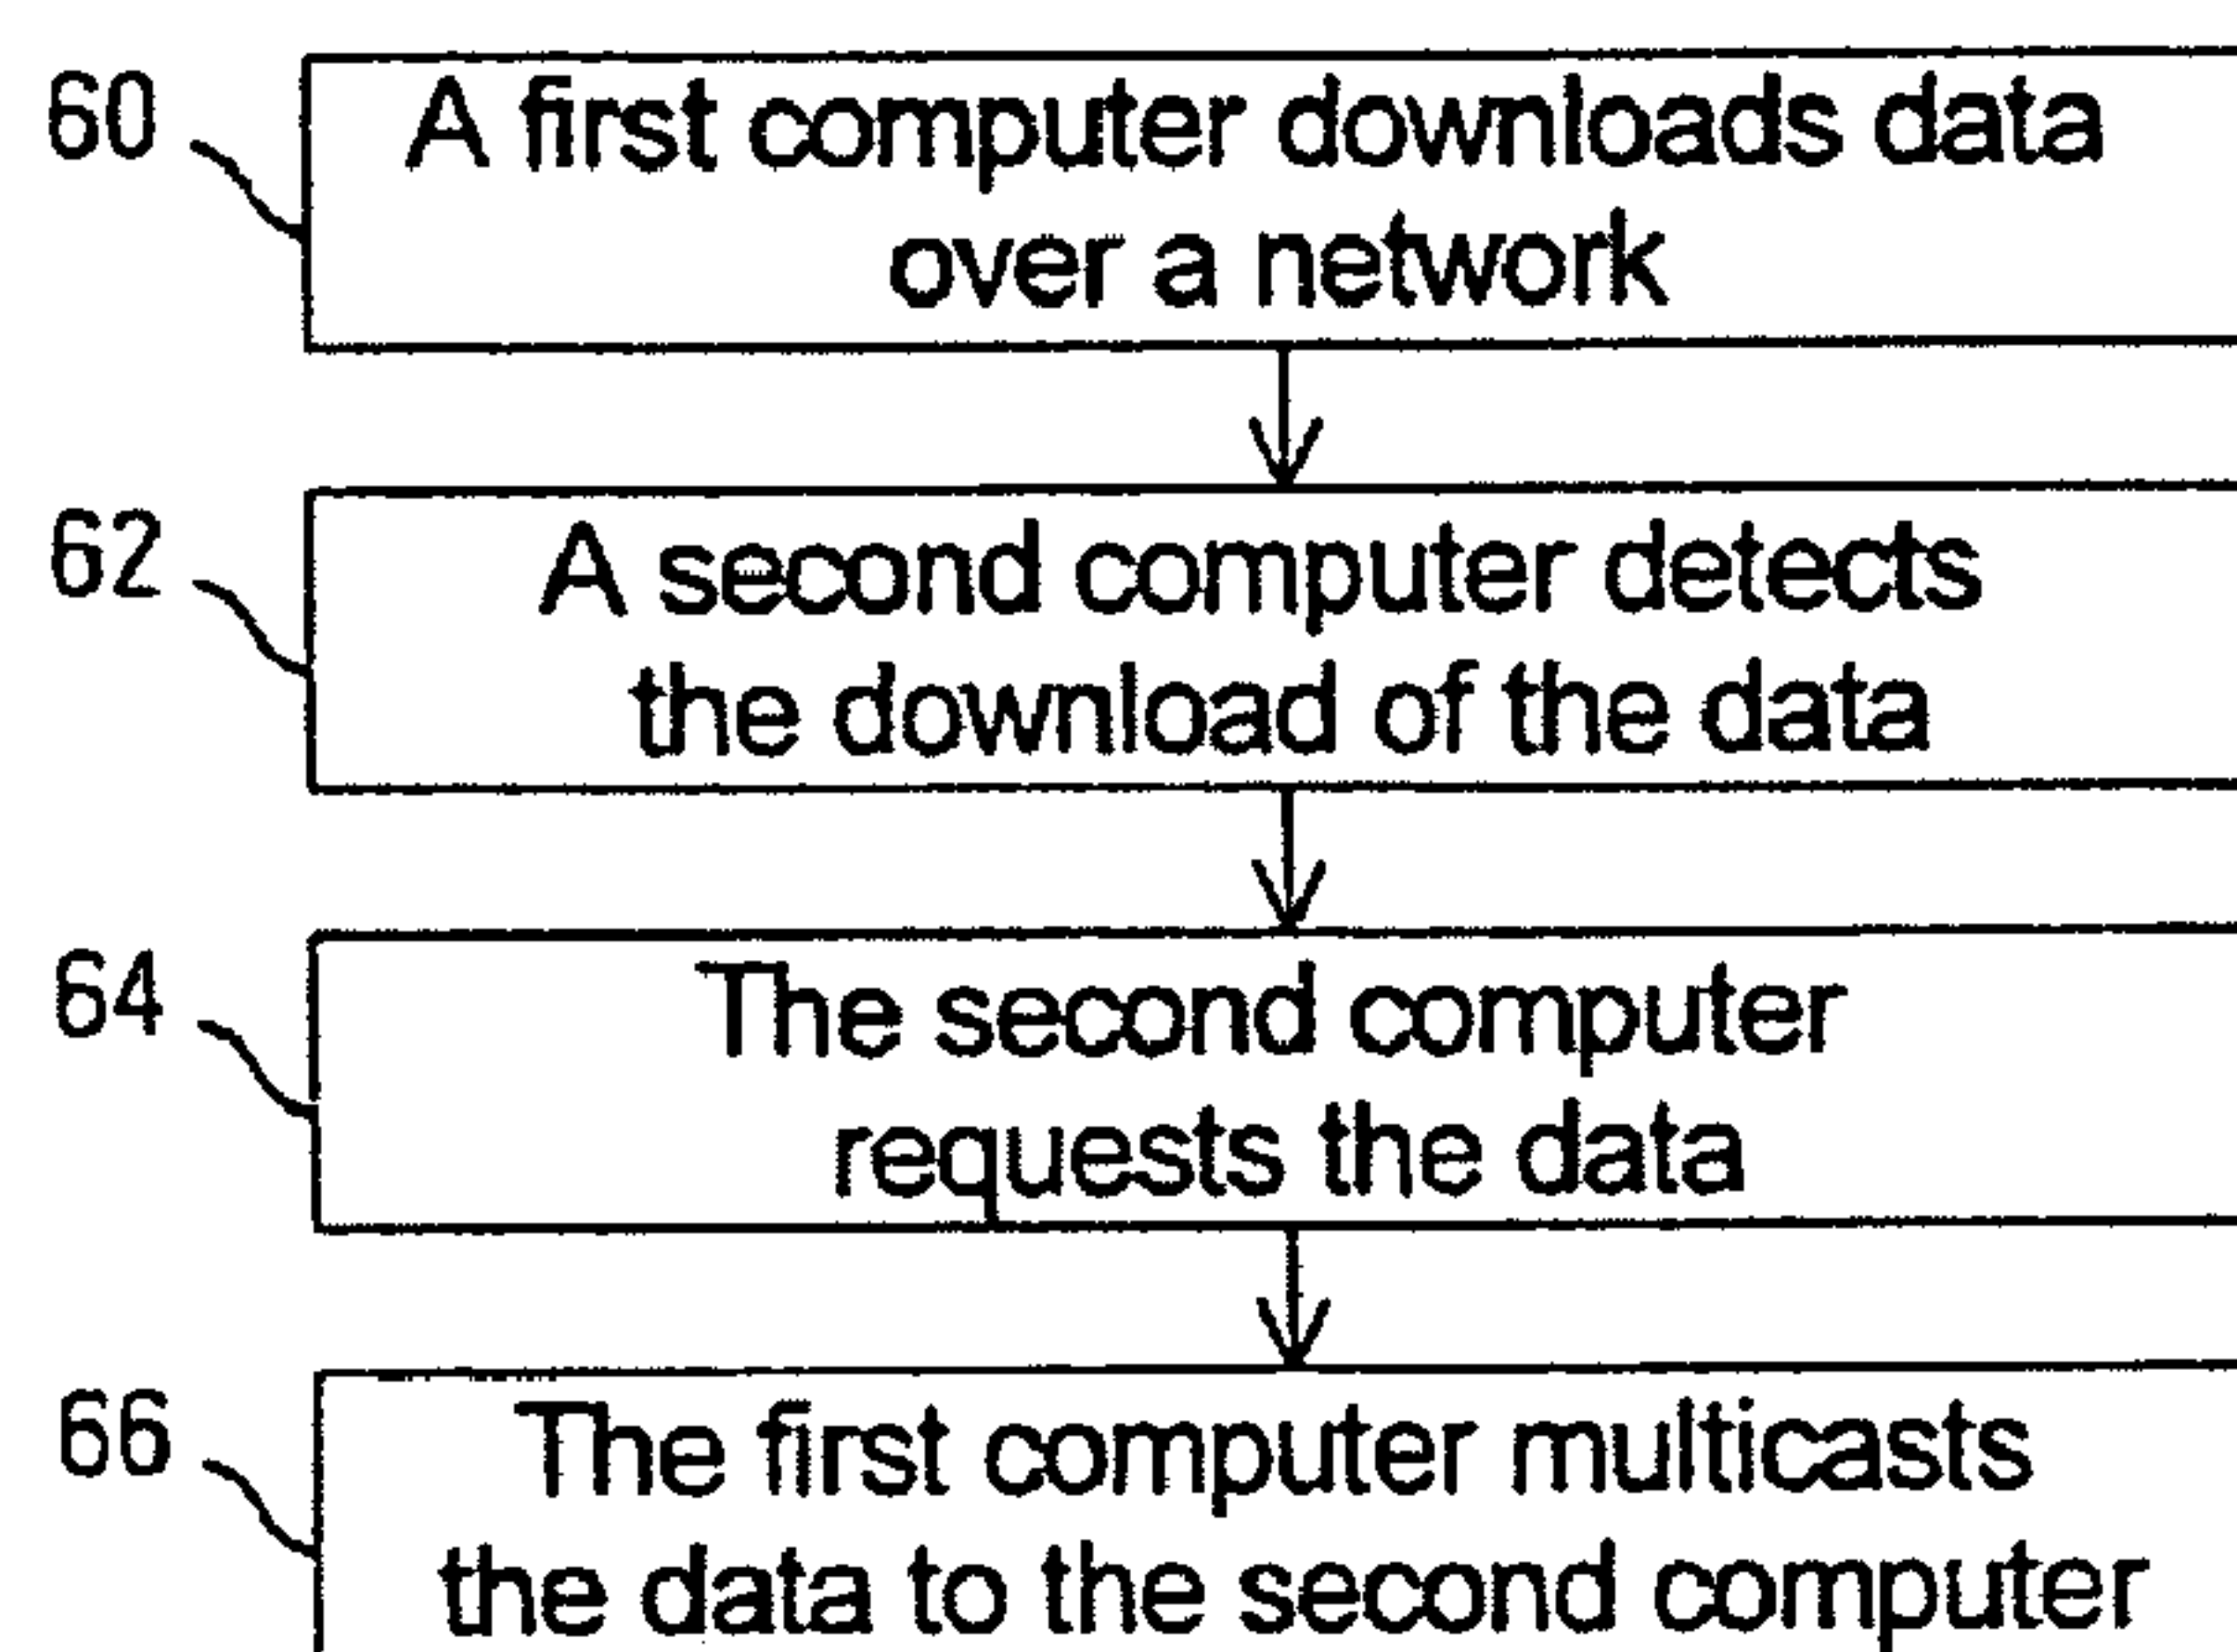 60
A first computer downloads data
over a network
62
A second computer detects
the download of the data
64
The second computer
requests the data
66
The first computer multicasts
the data to the second computer